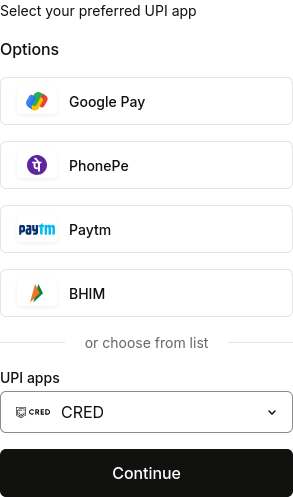 Select your preferred UPI app
Options
Google Pay
पे PhonePe
paytm Paytm
BHIM
or choose from list
UPI apps
CRED CRED
Continue